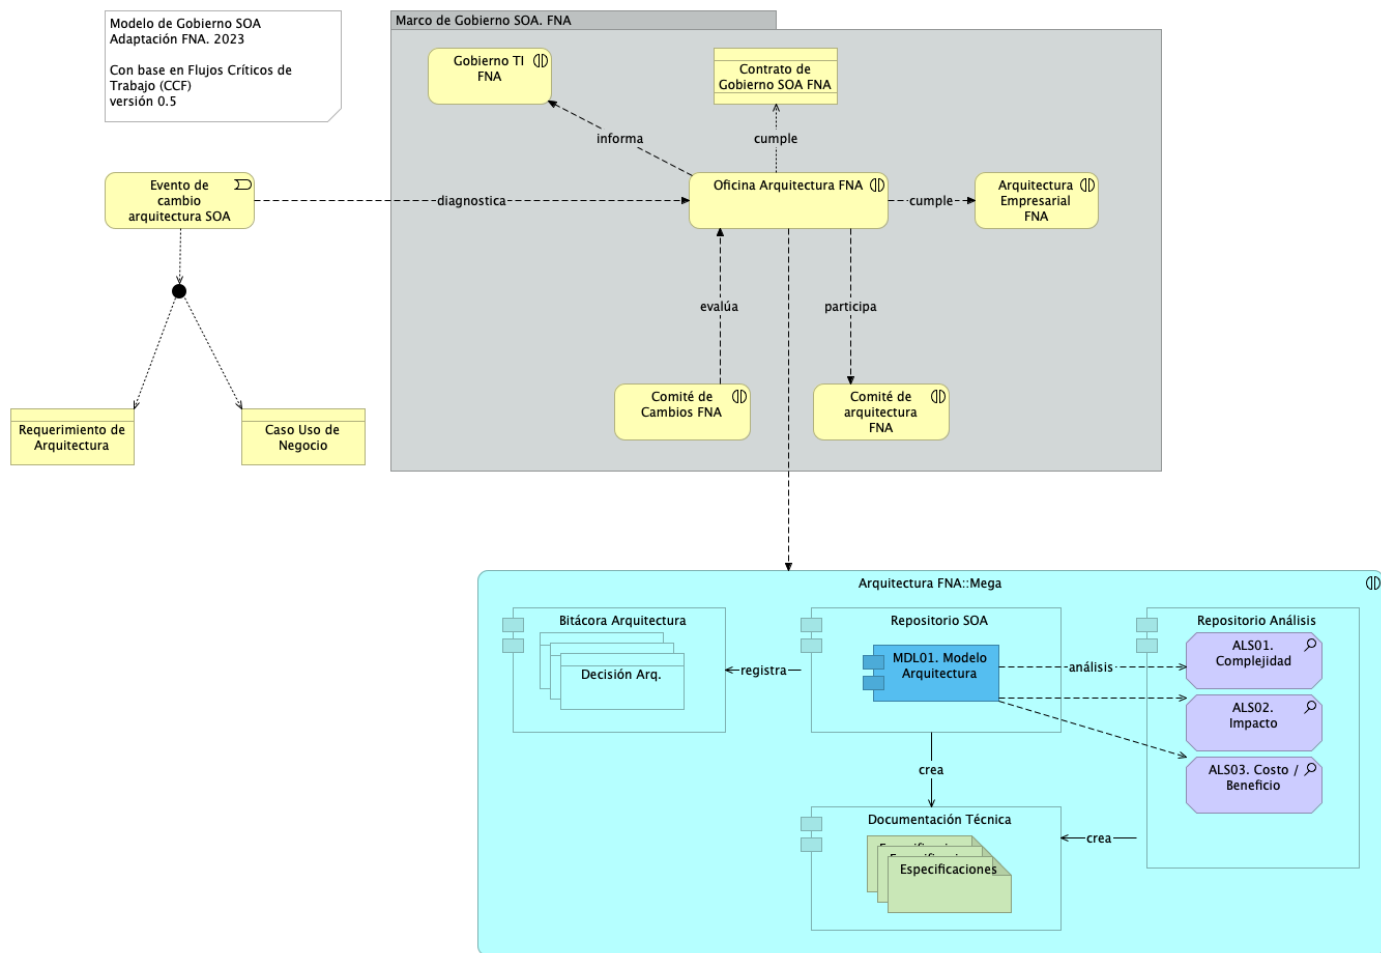 Modelo de Gobierno SOA
Adaptación FNA. 2023
Con base en Flujos Críticos de
Trabajo (CCF)
versión 0.5
Marco de Gobierno SOA. FNA
Gobierno TI
FNA
Contrato de
Gobierno SOA FNA
informa
cumple
Evento de
cambio
arquitectura SOA
diagnostica
Oficina Arquitectura FNA
cumple
Arquitectura
Empresarial
FNA
evalúa
participa
Comité de
Cambios FNA
Comité de
arquitectura
FNA
Requerimiento de
Arquitectura
Caso Uso de
Negocio
Arquitectura FNA::Mega
Bitácora Arquitectura
Decisión Arq.
registra
Repositorio SOA
MDL01. Modelo
Arquitectura
análisis
Repositorio Análisis
ALS01.
Complejidad
ALS02.
Impacto
ALS03. Costo /
Beneficio
crea
crea
Documentación Técnica
Especificaciones